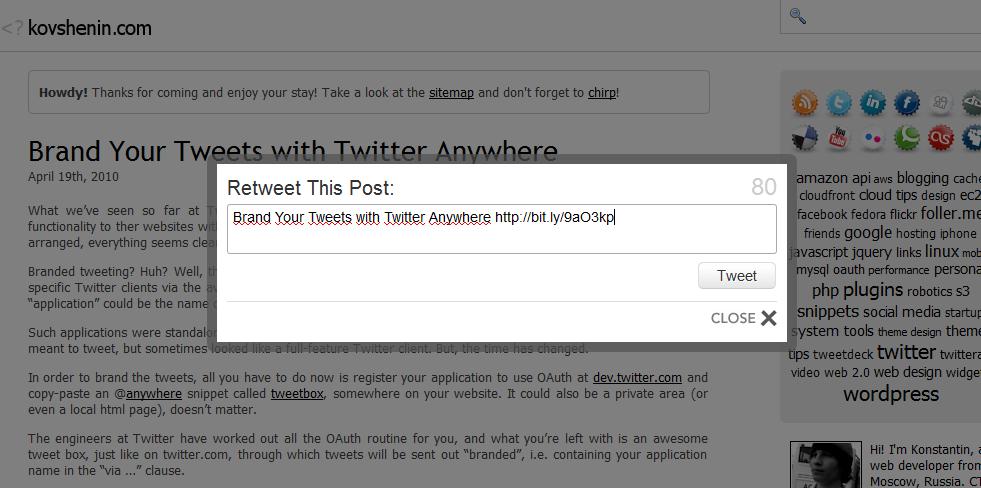 <? kovshenin.com
Howdy! Thanks for coming and enjoy your stay! Take a look at the sitemap and don't forget to chirp!
Brand Your Tweets with Twitter Anywhere
April 19th, 2010
Retweet This Post:
80
Brand Your Tweets with Twitter Anywhere http://bit.ly/9aO3kp
Tweet
CLOSE
What we've seen so far at
functionality to ther websites wit
arranged, everything seems clea
Branded tweeting? Huh? Well,
specific Twitter clients via the
"application" could be the name
Such applications were standalon
meant to tweet, but sometimes looked like a full-feature Twitter client. But, the time has changed.
In order to brand the tweets, all you have to do now is register your application to use OAuth at dev.twitter.com and
copy-paste an @anywhere snippet called tweetbox, somewhere on your website. It could also be a private area (or
even a local html page), doesn't matter.
The engineers at Twitter have worked out all the OAuth routine for you, and what you're left with is an awesome
tweet box, just like on twitter.com, through which tweets will be sent out "branded", i.e. containing your application
name in the "via ..." clause.
You Tube
amazon api aws blogging cache
cloudfront cloud tips design ec2
facebook fedora flickr foller.me
friends google hosting iphone
javascript jquery links linux mob
mysql oauth performance persona
php plugins robotics s3
snippets social media startup
system tools theme design theme
tips tweetdeck twitter twittera
video web 2.0 web design widge
wordpress
Hi! I'm Konstantin, a
web developer from
Moscow, Russia. CT